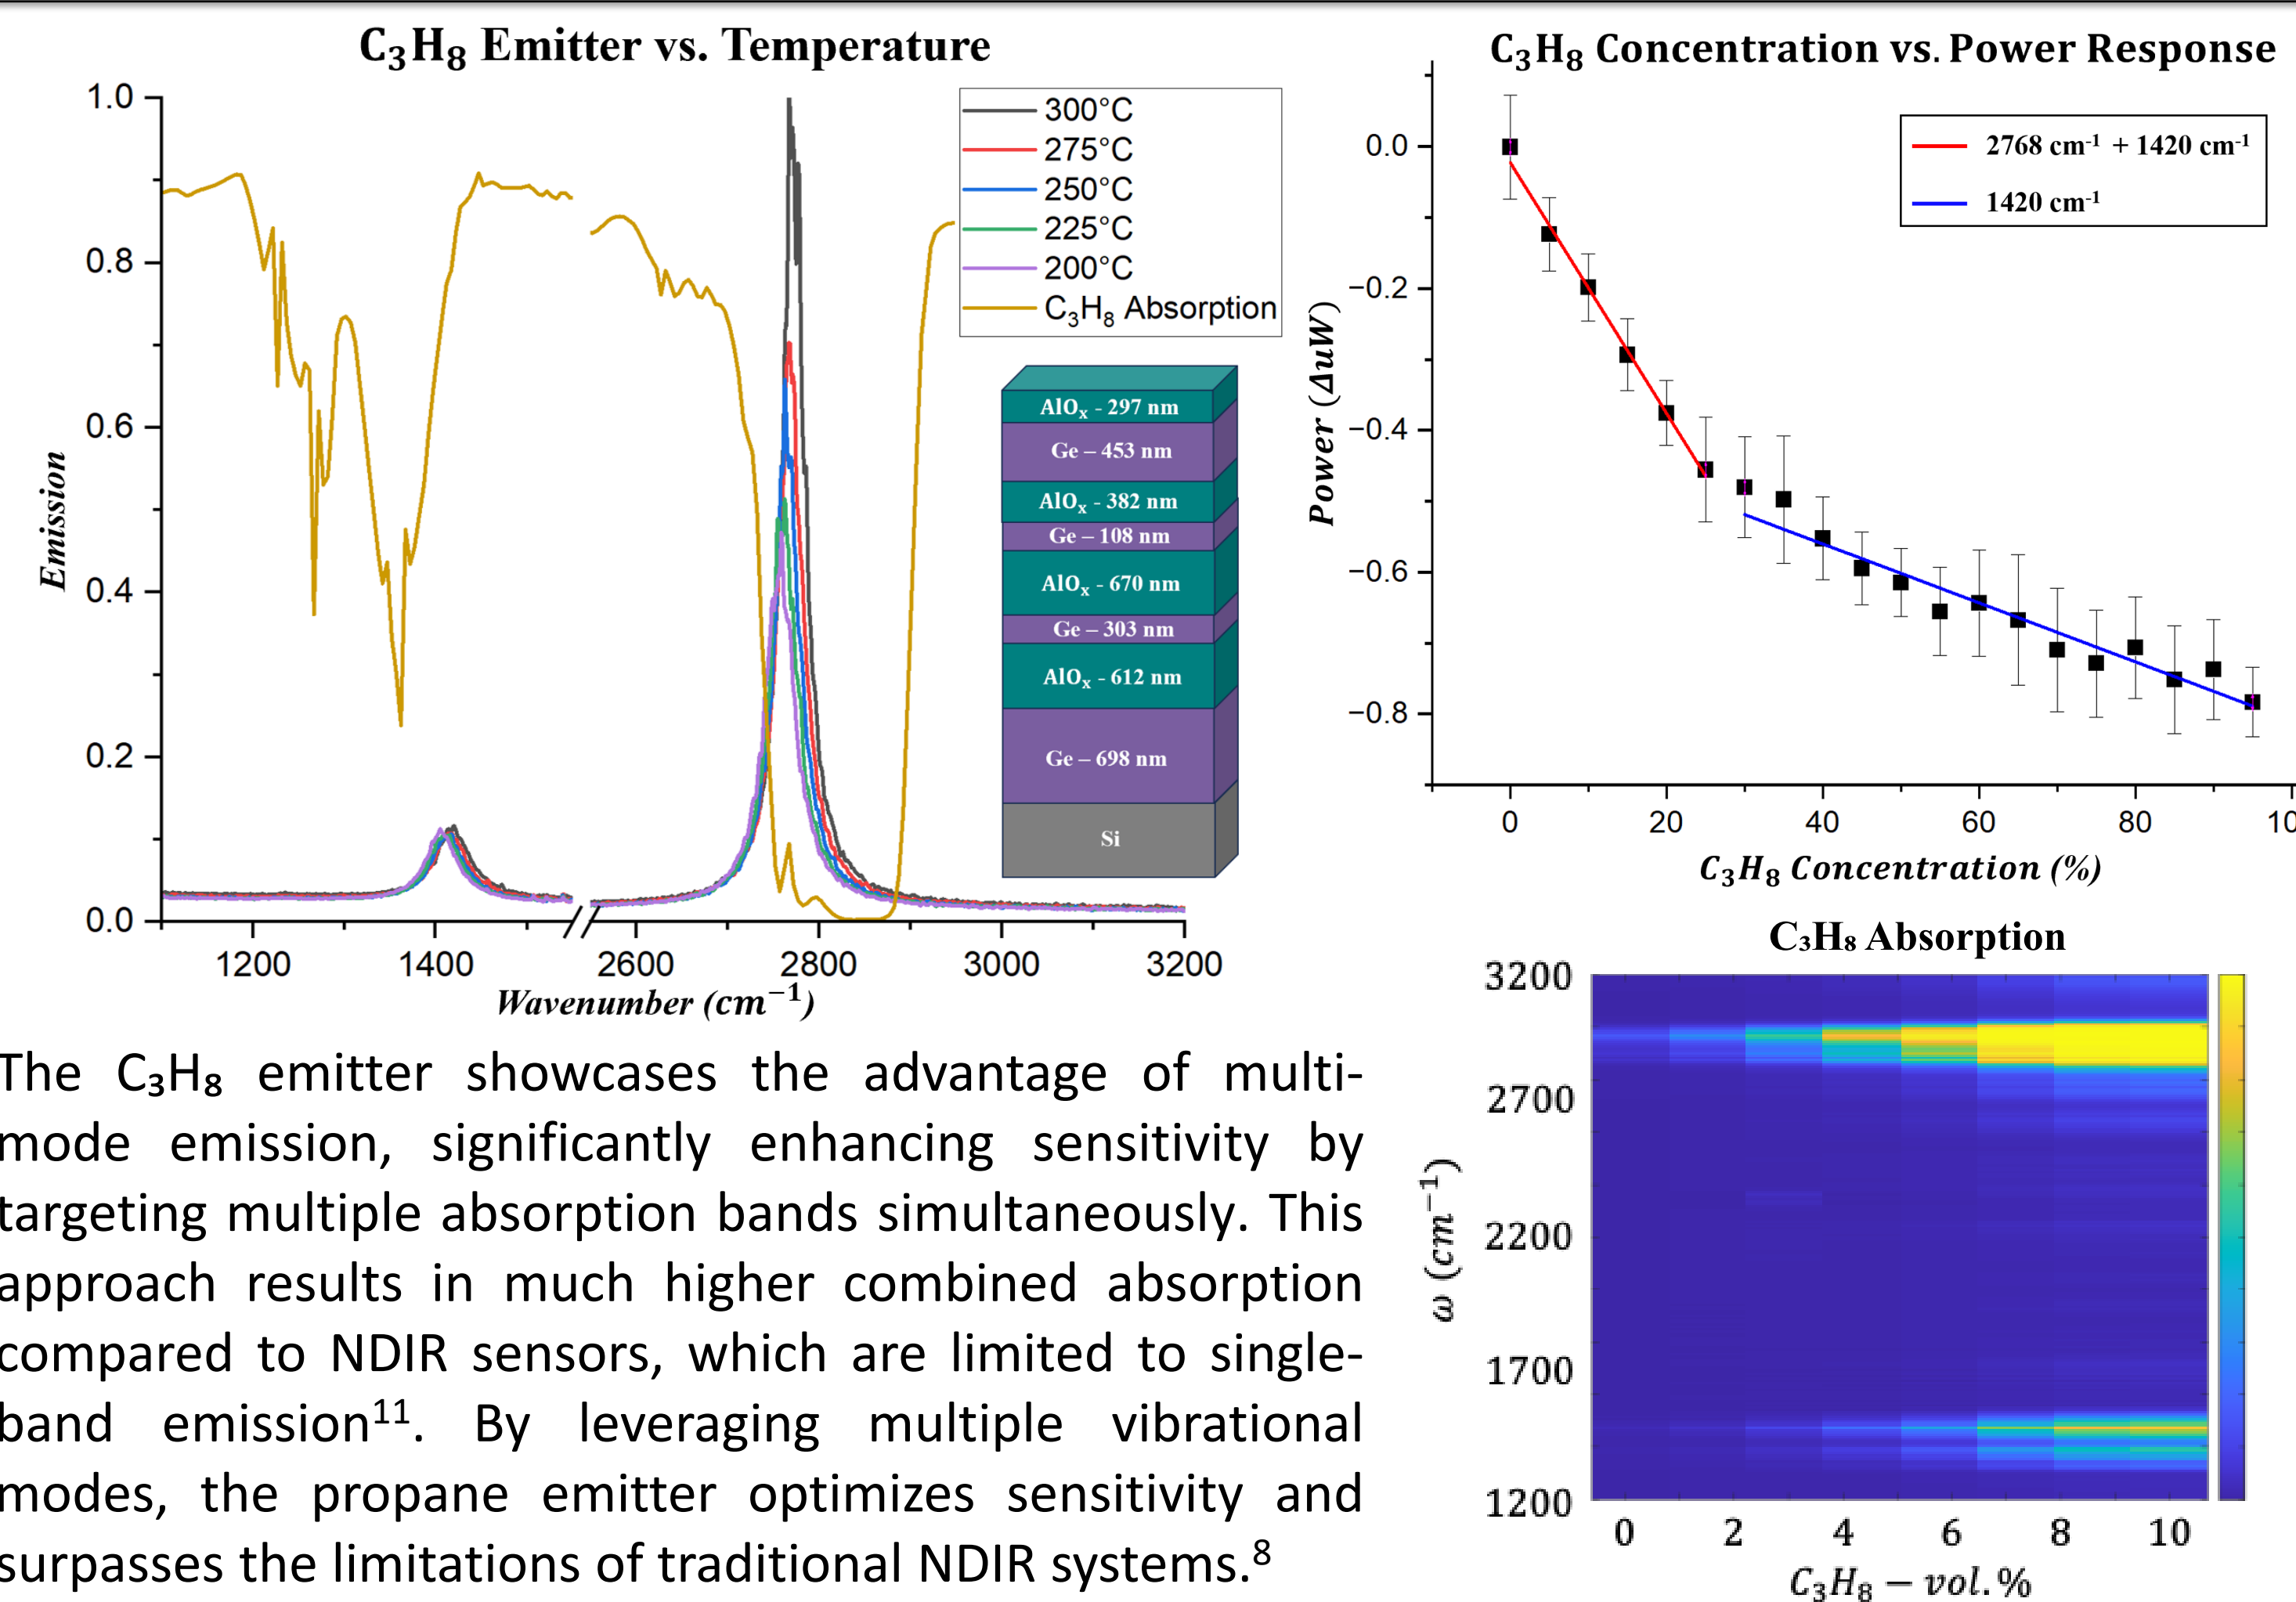 C₃H₈ Emitter vs. Temperature
1.0
0.8
0.6
0.4
0.2
0.0
Emission
300°C
275°C
250°C
225°C
200°C
C₃H₈ Absorption
AlOₓ - 297 nm
Ge – 453 nm
AlOₓ - 382 nm
Ge – 108 nm
AlOₓ - 670 nm
Ge – 303 nm
AlOₓ - 612 nm
Ge – 698 nm
Si
1200 1400 2600 2800 3000 3200
Wavenumber (cm⁻¹)
C₃H₈ Concentration vs. Power Response
2768 cm⁻¹ + 1420 cm⁻¹
1420 cm⁻¹
0.0
−0.2
−0.4
−0.6
−0.8
Power (ΔuW)
0 20 40 60 80 10
C₃H₈ Concentration (%)
The C₃H₈ emitter showcases the advantage of multi-
mode emission, significantly enhancing sensitivity by
targeting multiple absorption bands simultaneously. This
approach results in much higher combined absorption
compared to NDIR sensors, which are limited to single-
band emission¹¹. By leveraging multiple vibrational
modes, the propane emitter optimizes sensitivity and
surpasses the limitations of traditional NDIR systems.⁸
C₃H₈ Absorption
3200
2700
2200
1700
1200
ω (cm⁻¹)
0 2 4 6 8 10
C₃H₈ − vol.%